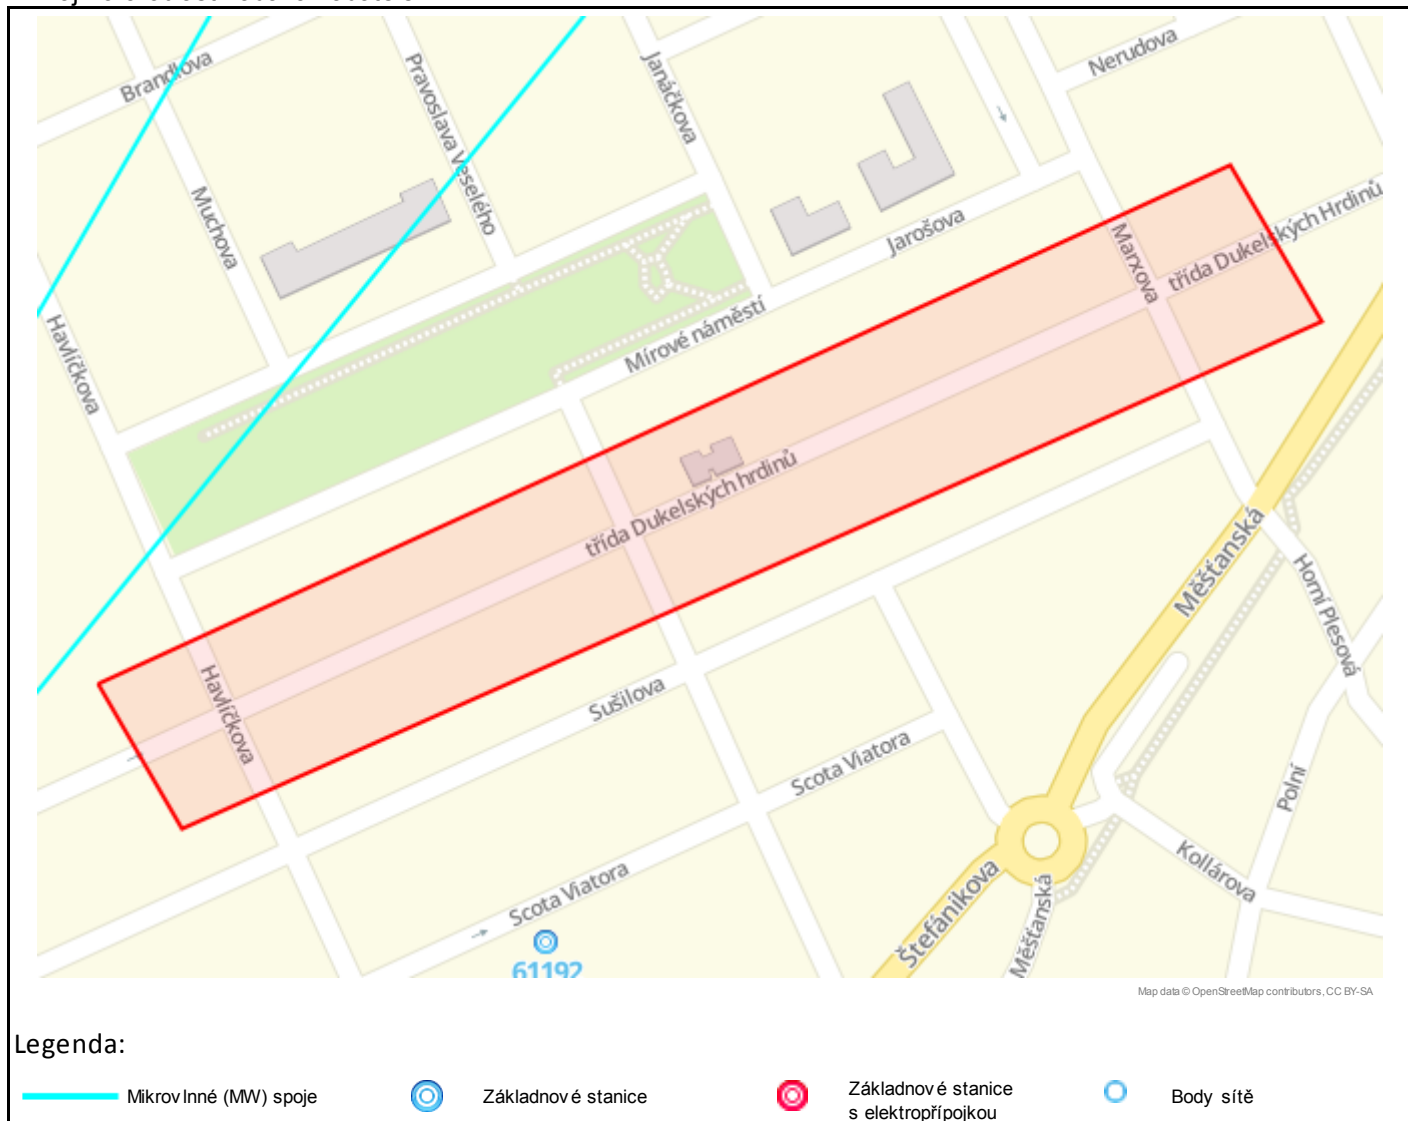 Brandlova
Pravoslava Veselého
Janáčkova
Nerudova
Muchova
Jarošova
Marxova
třída Dukelských Hrdinů
Havlíčkova
Mírové náměstí
třída Dukelských hrdinů
Měšťanská
Horní Plesová
Havlíčkova
Sušilova
Scota Viatora
Polní
Kollárova
Scota Viatora
Štefánikova
Měšťanská
61192
Map data © OpenStreetMap contributors, CC BY-SA
Legenda:
Mikrovlnné (MW) spoje
Základnové stanice
Základnové stanice
s elektropřípojkou
Body sítě